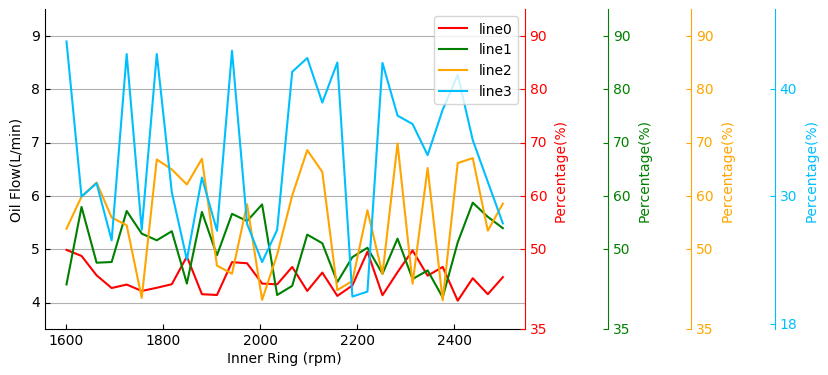 line0
line1
line2
line3
Oil Flow(L/min)
9
8
7
6
5
4
1600 1800 2000 2200 2400
Inner Ring (rpm)
90
80
70
60
50
35
Percentage(%)
90
80
70
60
50
35
Percentage(%)
90
80
70
60
50
35
Percentage(%)
40
30
18
Percentage(%)